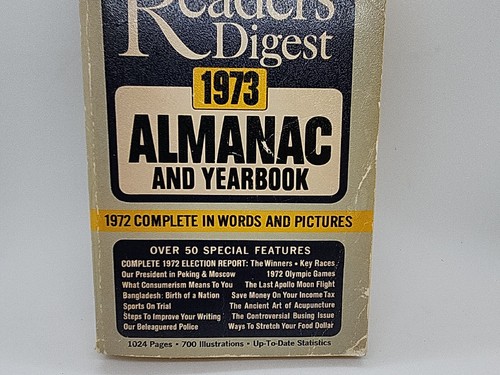 Reader's
Digest
1973
ALMANAC
AND YEARBOOK
1972 COMPLETE IN WORDS AND PICTURES
OVER 50 SPECIAL FEATURES
COMPLETE 1972 ELECTION REPORT: The Winners • Key Races
Our President in Peking & Moscow 1972 Olympic Games
What Consumerism Means To You The Last Apollo Moon Flight
Bangladesh: Birth of a Nation Save Money On Your Income Tax
Sports On Trial The Ancient Art of Acupuncture
Steps To Improve Your Writing The Controversial Busing Issue
Our Beleaguered Police Ways To Stretch Your Food Dollar
1024 Pages • 700 Illustrations • Up-To-Date Statistics